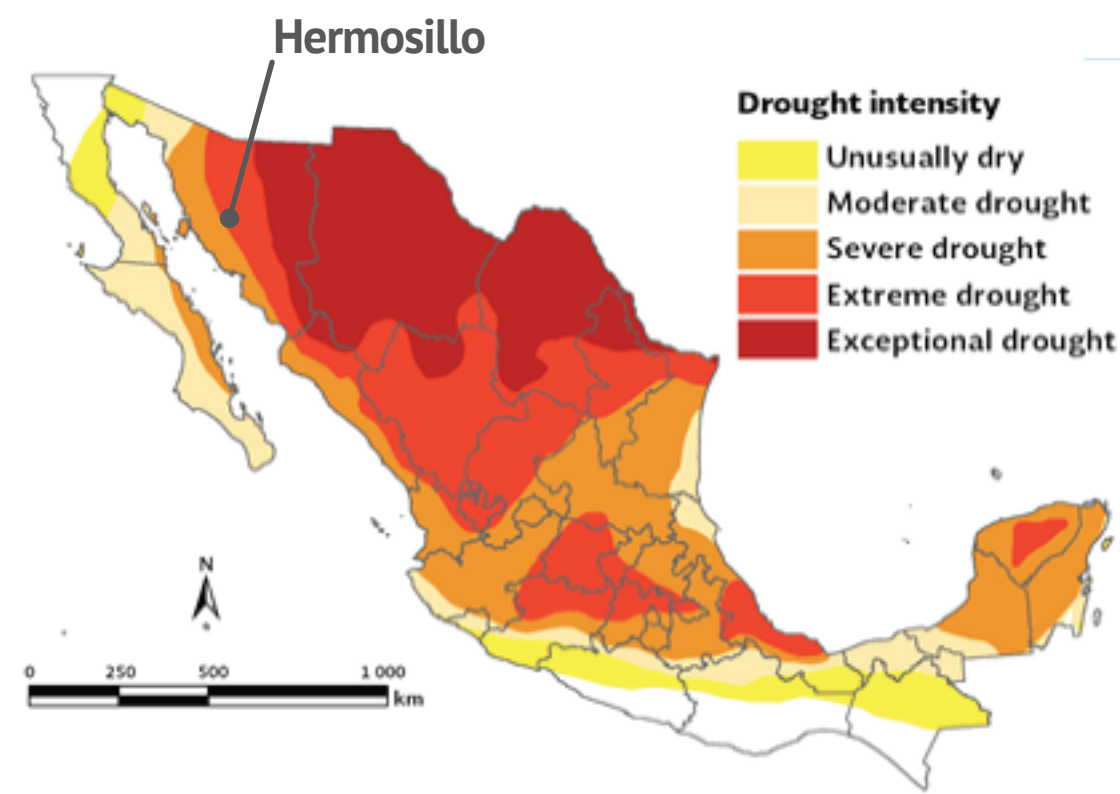 Hermosillo
Drought intensity
Unusually dry
Moderate drought
Severe drought
Extreme drought
Exceptional drought
N
0 250 500 1 000
km